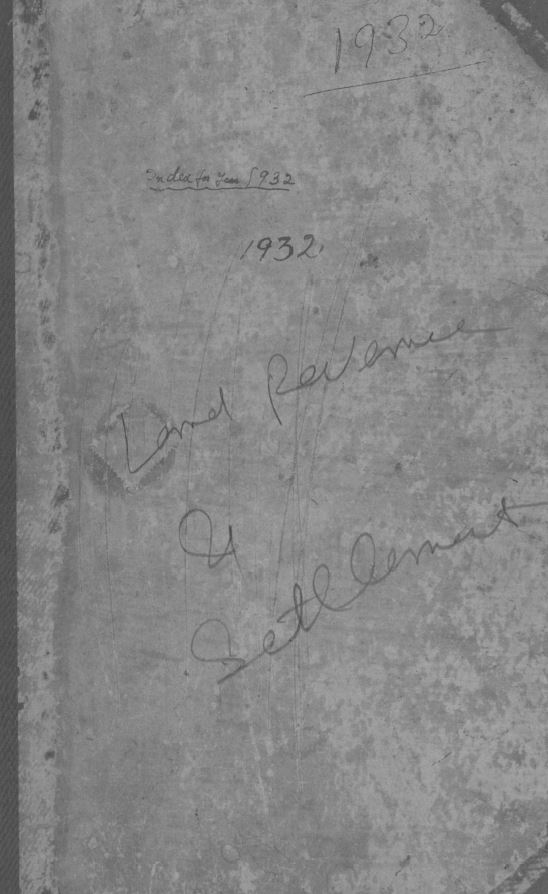 1932
Index for Year 1932
1932
Land Revenue
&
Settlement